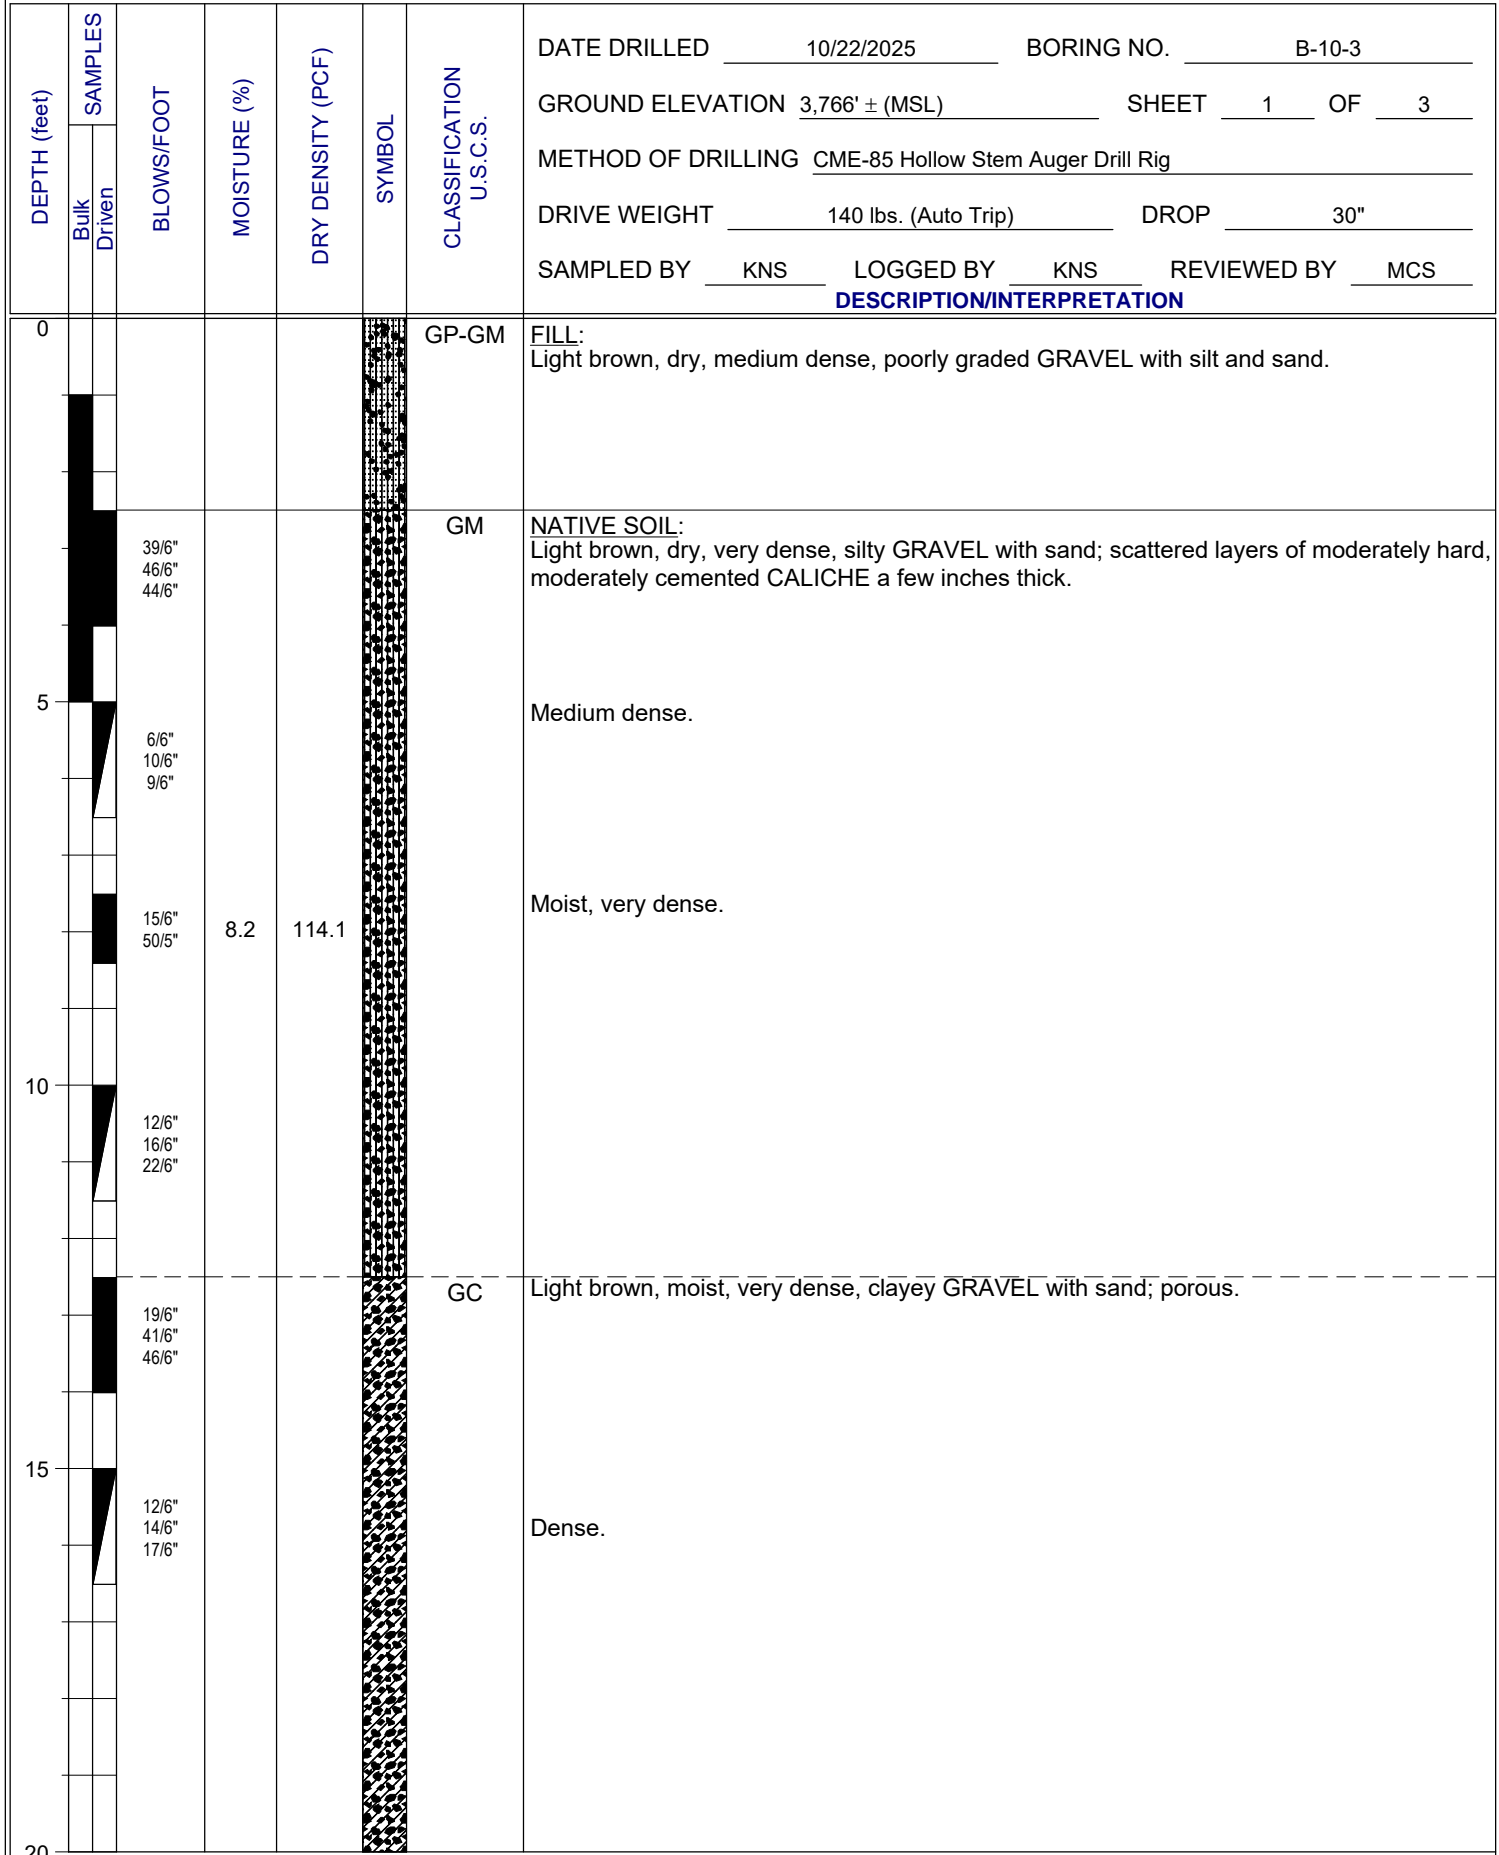 DEPTH (feet)
SAMPLES
Bulk
Driven
BLOWS/FOOT
MOISTURE (%)
DRY DENSITY (PCF)
SYMBOL
CLASSIFICATION
U.S.C.S.
DATE DRILLED 10/22/2025 BORING NO. B-10-3
GROUND ELEVATION 3,766' ± (MSL) SHEET 1 OF 3
METHOD OF DRILLING CME-85 Hollow Stem Auger Drill Rig
DRIVE WEIGHT 140 lbs. (Auto Trip) DROP 30"
SAMPLED BY KNS LOGGED BY KNS REVIEWED BY MCS
DESCRIPTION/INTERPRETATION
0 GP-GM FILL:
Light brown, dry, medium dense, poorly graded GRAVEL with silt and sand.
GM NATIVE SOIL:
39/6" Light brown, dry, very dense, silty GRAVEL with sand; scattered layers of moderately hard,
46/6" moderately cemented CALICHE a few inches thick.
44/6"
5 Medium dense.
6/6"
10/6"
9/6"
Moist, very dense.
15/6"
50/5" 8.2 114.1
10
12/6"
16/6"
22/6"
GC Light brown, moist, very dense, clayey GRAVEL with sand; porous.
19/6"
41/6"
46/6"
15
12/6"
14/6" Dense.
17/6"
20